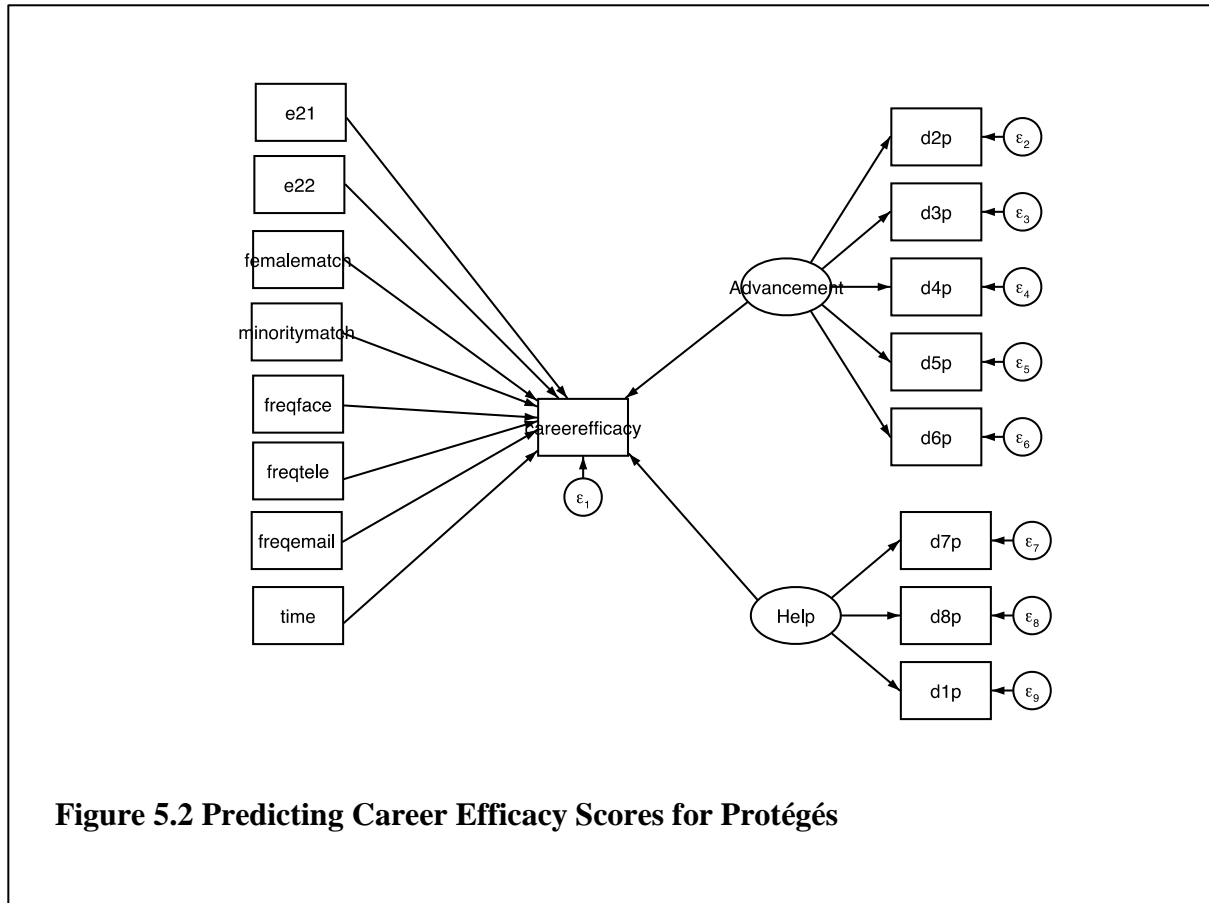 e21
e22
femalematch
minoritymatch
freqface
freqtele
freqemail
time
careerefficacy
ε1
Advancement
d2p
ε2
d3p
ε3
d4p
ε4
d5p
ε5
d6p
ε6
Help
d7p
ε7
d8p
ε8
d1p
ε9
Figure 5.2 Predicting Career Efficacy Scores for Protégés